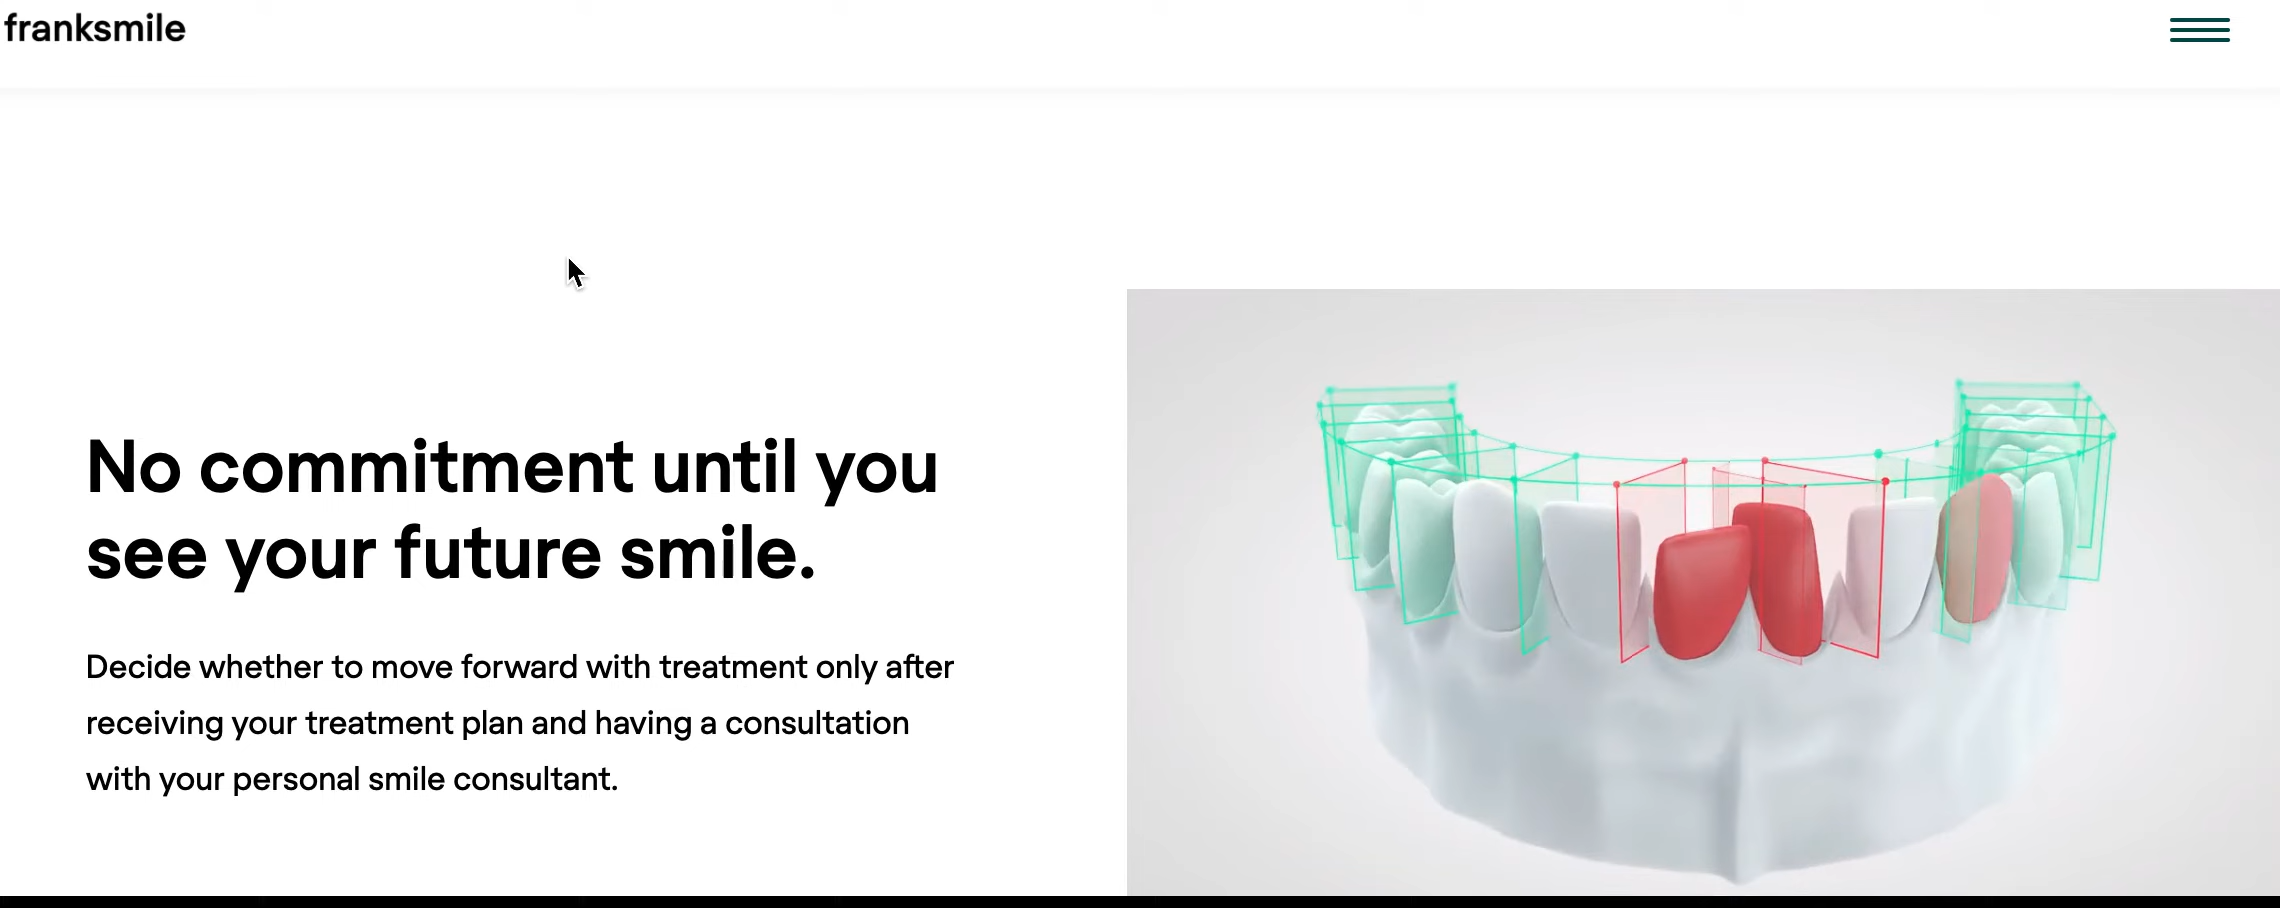 franksmile
No commitment until you
see your future smile.
Decide whether to move forward with treatment only after
receiving your treatment plan and having a consultation
with your personal smile consultant.